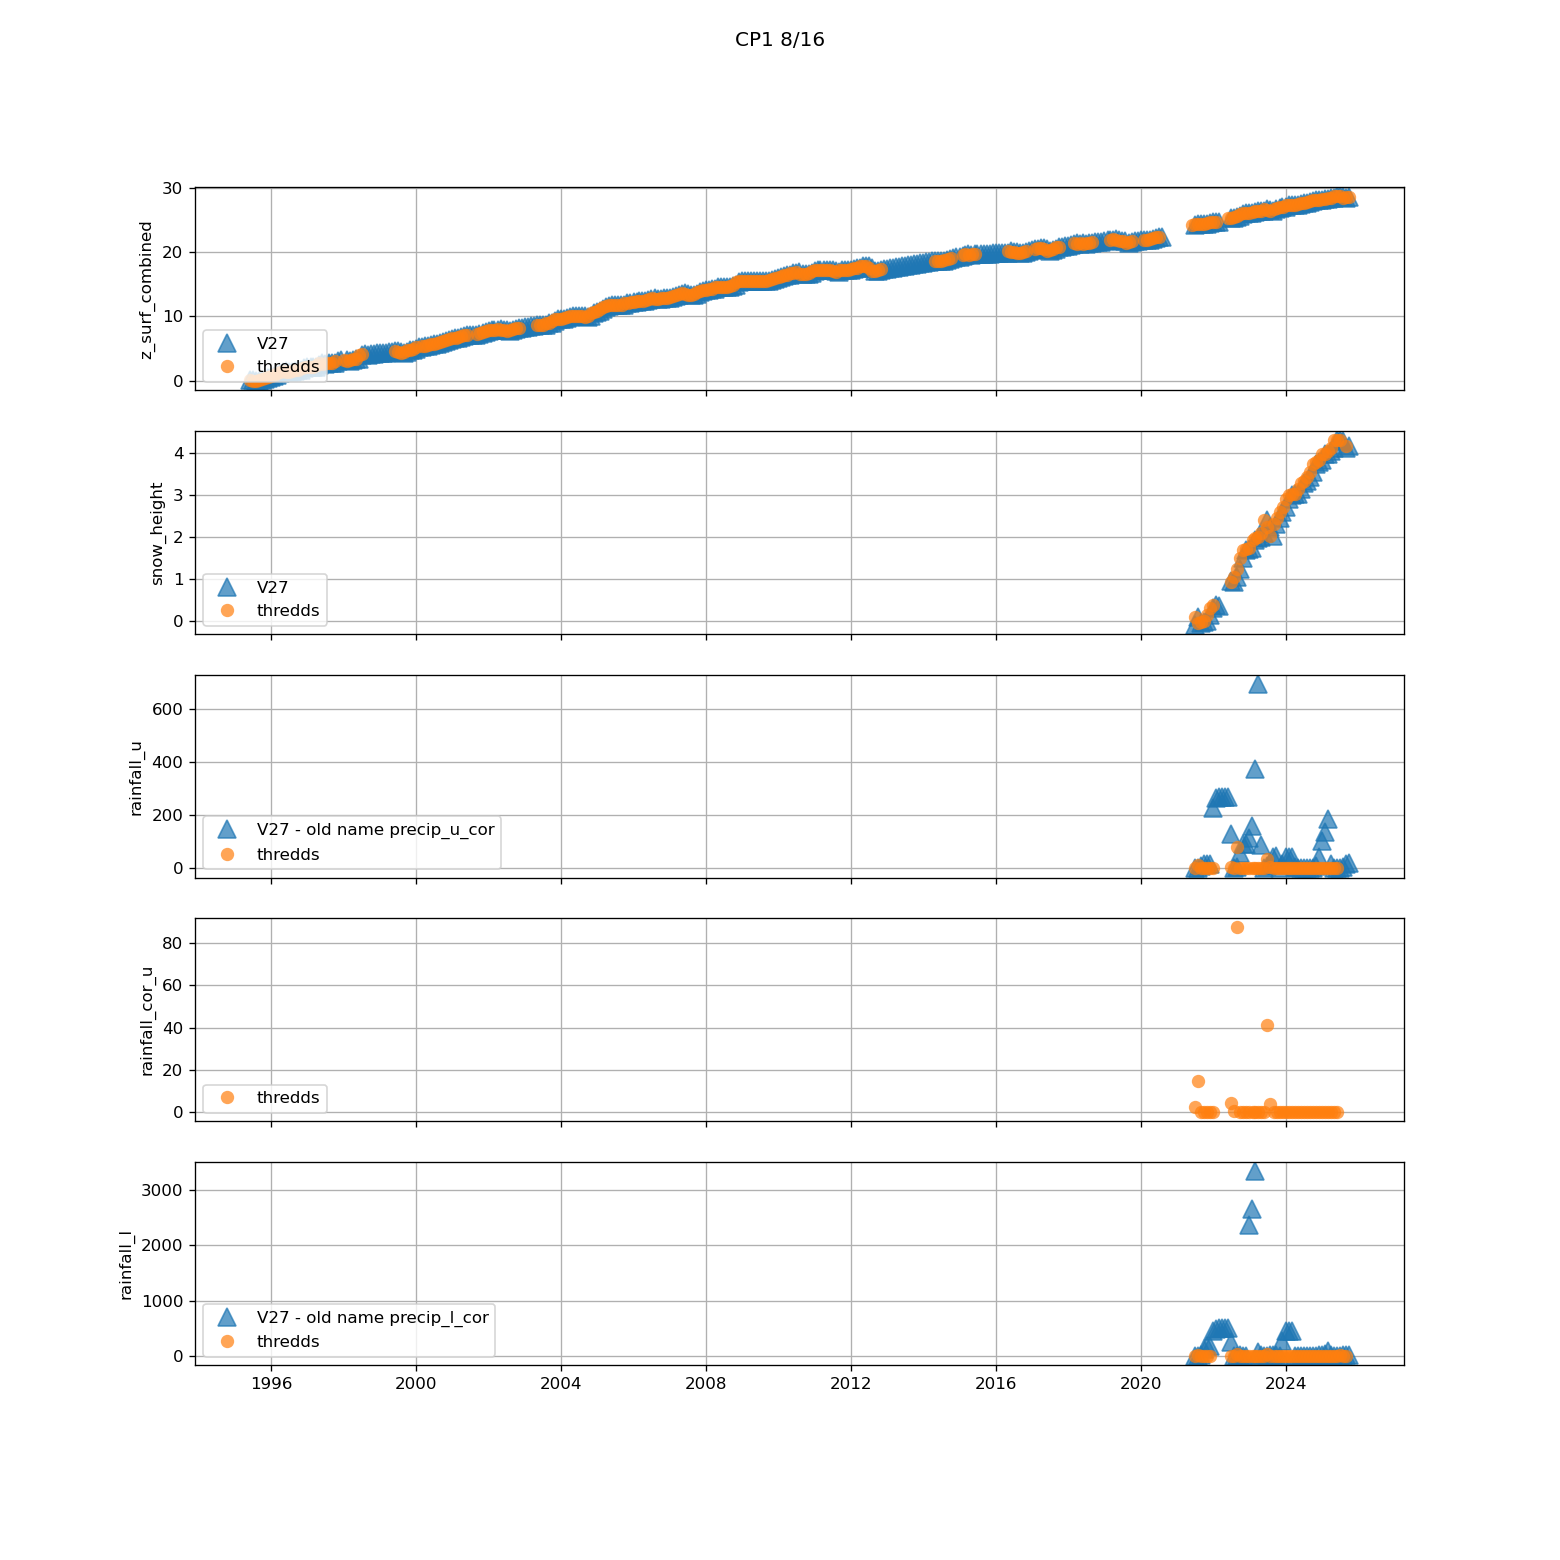 CP1 8/16
30
20
10
0
z_surf_combined
V27
thredds
4
3
2
1
0
snow_height
V27
thredds
600
400
200
0
rainfall_u
V27 - old name precip_u_cor
thredds
80
60
40
20
0
rainfall_cor_u
thredds
3000
2000
1000
0
rainfall_l
V27 - old name precip_l_cor
thredds
1996 2000 2004 2008 2012 2016 2020 2024